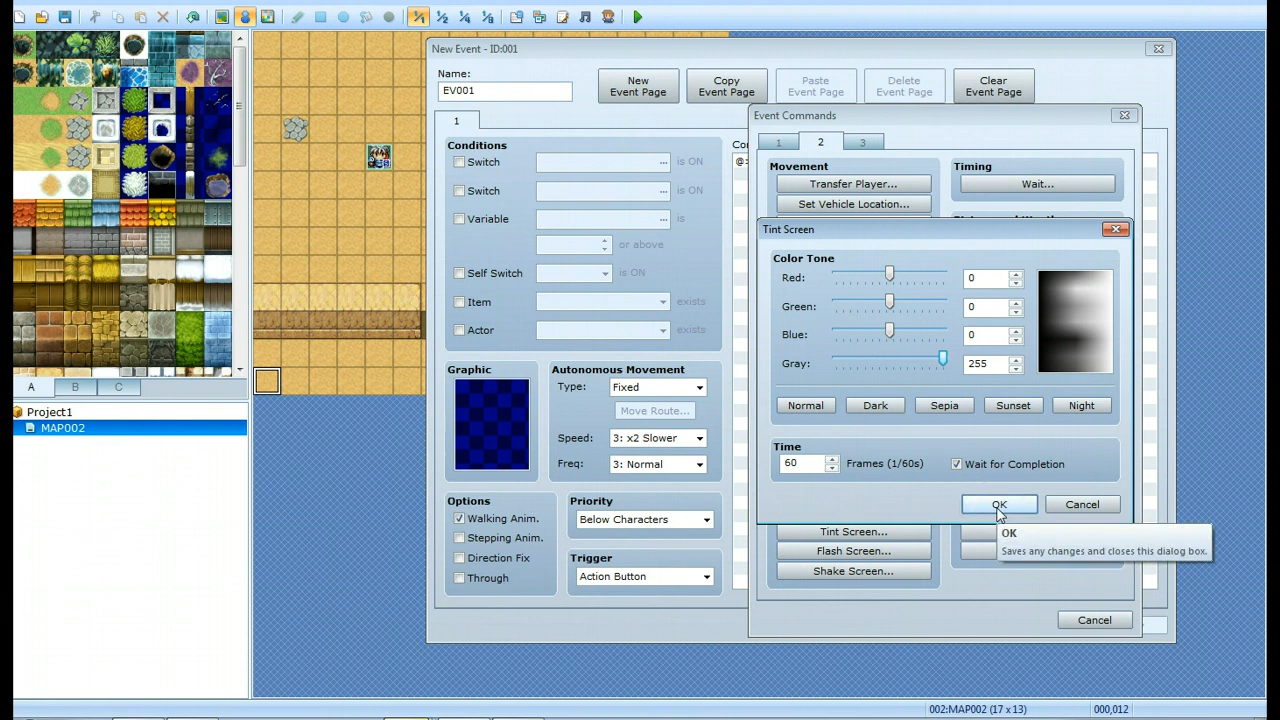 New Event - ID:001
Name:
EV001
New
Event Page
Copy
Event Page
Paste
Event Page
Delete
Event Page
Clear
Event Page
1
Conditions
Switch
... is ON
Switch
... is ON
Variable
... is
or above
Self Switch
is ON
Item
exists
Actor
exists
Graphic
Autonomous Movement
Type: Fixed
Move Route...
Speed: 3: x2 Slower
Freq: 3: Normal
Options
Walking Anim.
Stepping Anim.
Direction Fix
Through
Priority
Below Characters
Trigger
Action Button
Event Commands
1 2 3
Movement
Transfer Player...
Set Vehicle Location...
Timing
Wait...
Tint Screen
Color Tone
Red: 0
Green: 0
Blue: 0
Gray: 255
Normal Dark Sepia Sunset Night
Time
60 Frames (1/60s)
Wait for Completion
OK Cancel
OK
Saves any changes and closes this dialog box.
Tint Screen...
Flash Screen...
Shake Screen...
Cancel
A B C
Project1
MAP002
002:MAP002 (17 x 13) 000,012